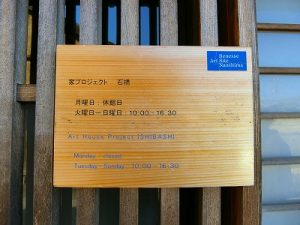 Benesse
Art Site
Naoshima
家プロジェクト　石橋
月曜日：休館日
火曜日－日曜日：10:00-16:30
Art House Project ISHIBASHI
Monday : closed
Tuesday - Sunday : 10:00-16:30